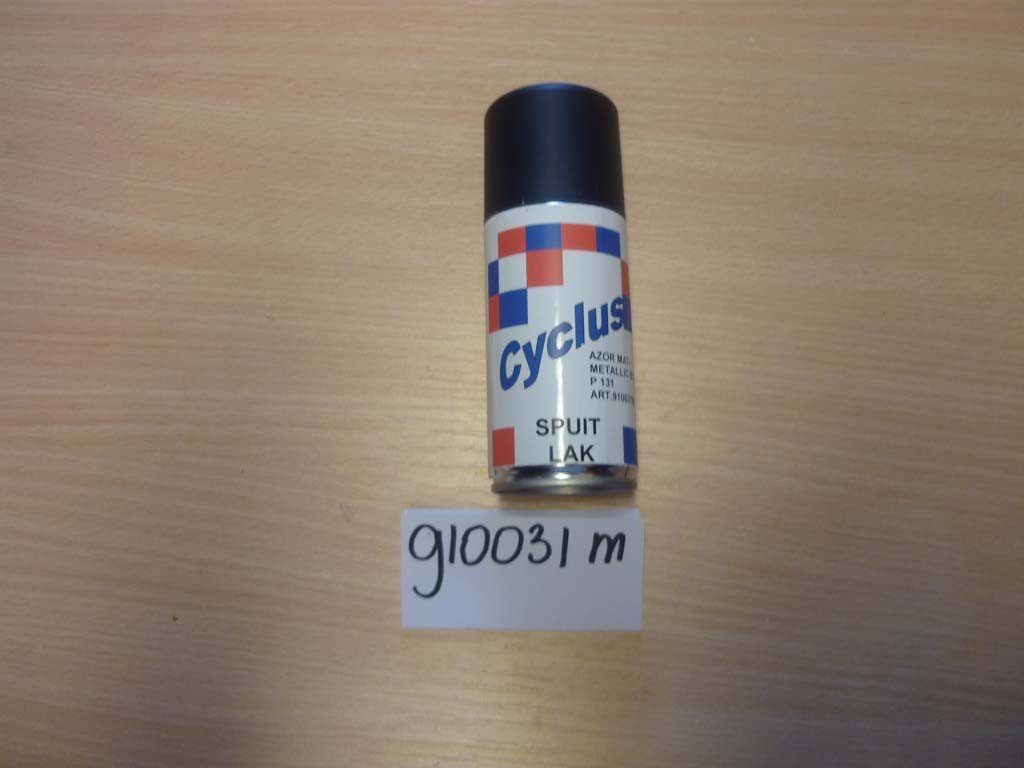 Cyclus
AZOR MAT
METALLIC
P 131
SPUIT
LAK
910031 m